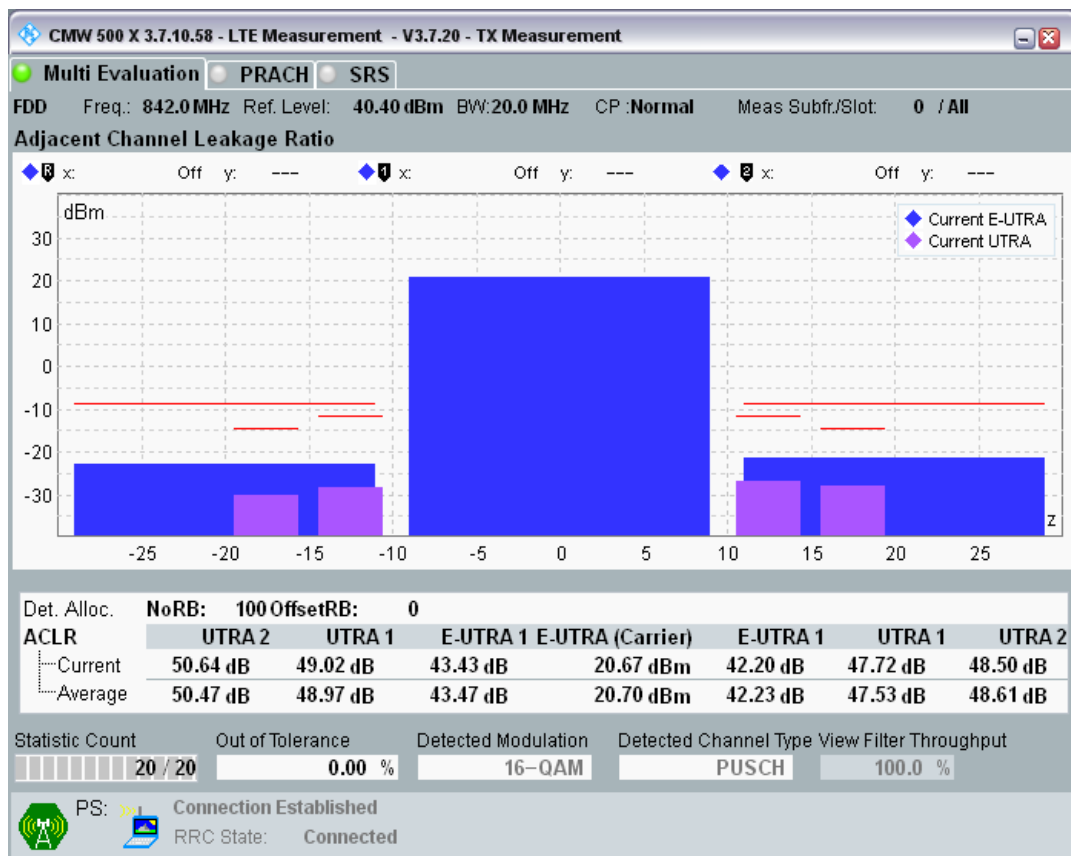 CMW 500 X 3.7.10.58 - LTE Measurement - V3.7.20 - TX Measurement
Multi Evaluation PRACH SRS
FDD Freq.: 842.0 MHz Ref. Level: 40.40 dBm BW:20.0 MHz CP :Normal Meas Subfr./Slot: 0 / All
Adjacent Channel Leakage Ratio
R x: Off y: --- 1 x: Off y: --- 2 x: Off y: ---
dBm
Current E-UTRA
Current UTRA
30
20
10
0
-10
-20
-30
z
-25 -20 -15 -10 -5 0 5 10 15 20 25
Det. Alloc. NoRB: 100 OffsetRB: 0
ACLR UTRA 2 UTRA 1 E-UTRA 1 E-UTRA (Carrier) E-UTRA 1 UTRA 1 UTRA 2
Current 50.64 dB 49.02 dB 43.43 dB 20.67 dBm 42.20 dB 47.72 dB 48.50 dB
Average 50.47 dB 48.97 dB 43.47 dB 20.70 dBm 42.23 dB 47.53 dB 48.61 dB
Statistic Count Out of Tolerance Detected Modulation Detected Channel Type View Filter Throughput
20 / 20 0.00 % 16-QAM PUSCH 100.0 %
PS: Connection Established
RRC State: Connected